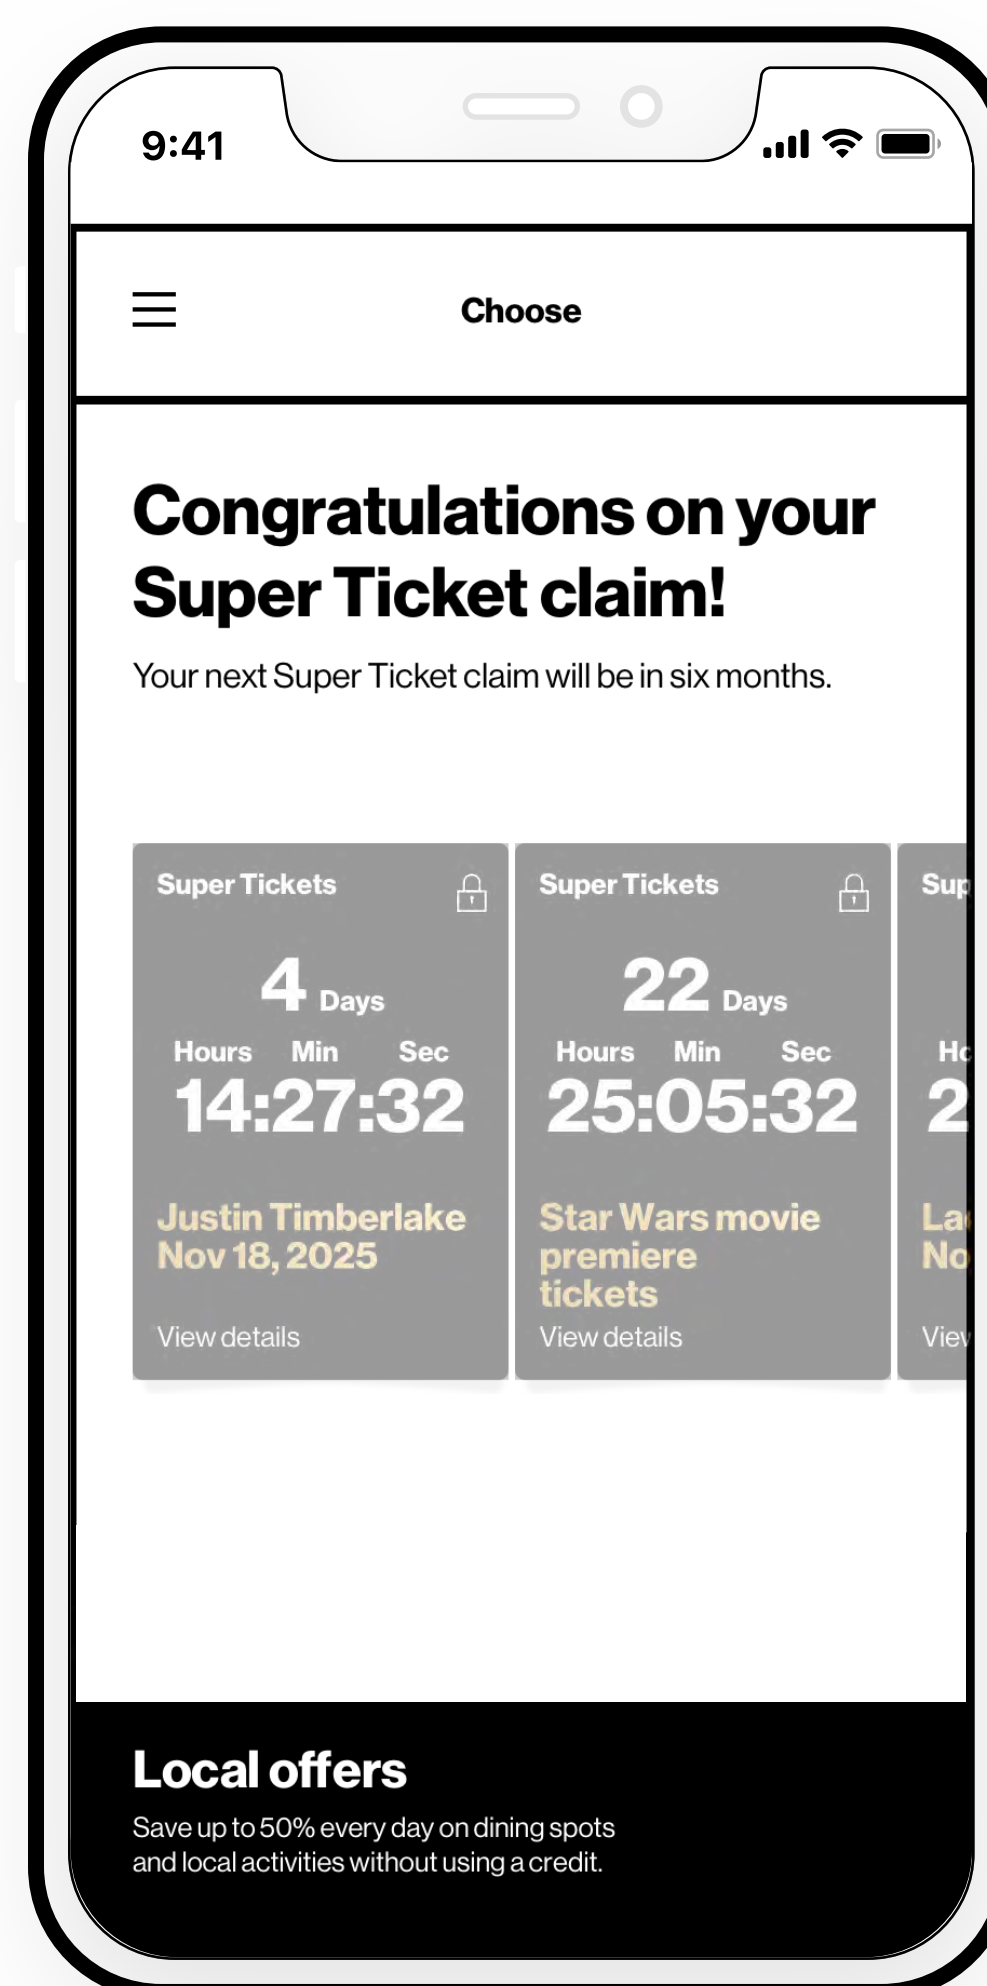 9:41
Choose
Congratulations on your
Super Ticket claim!
Your next Super Ticket claim will be in six months.
Super Tickets
4 Days
Hours Min Sec
14:27:32
Justin Timberlake
Nov 18, 2025
View details
Super Tickets
22 Days
Hours Min Sec
25:05:32
Star Wars movie
premiere
tickets
View details
Local offers
Save up to 50% every day on dining spots
and local activities without using a credit.